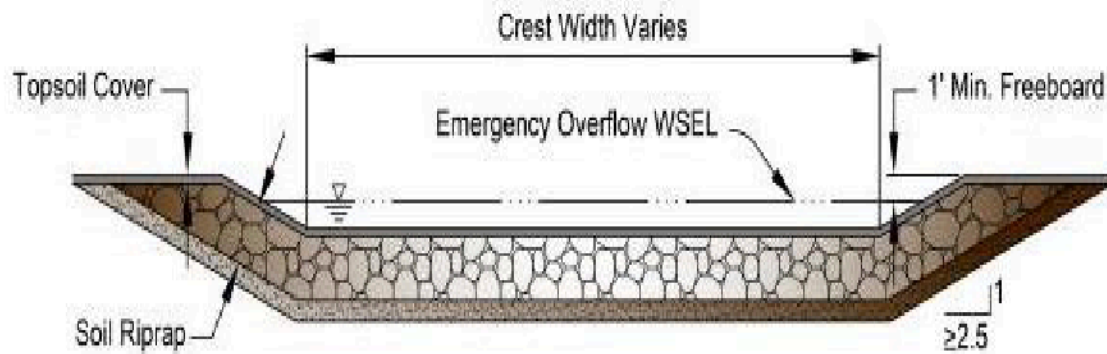 Crest Width Varies
Topsoil Cover
1' Min. Freeboard
Emergency Overflow WSEL
Soil Riprap
1
≥2.5